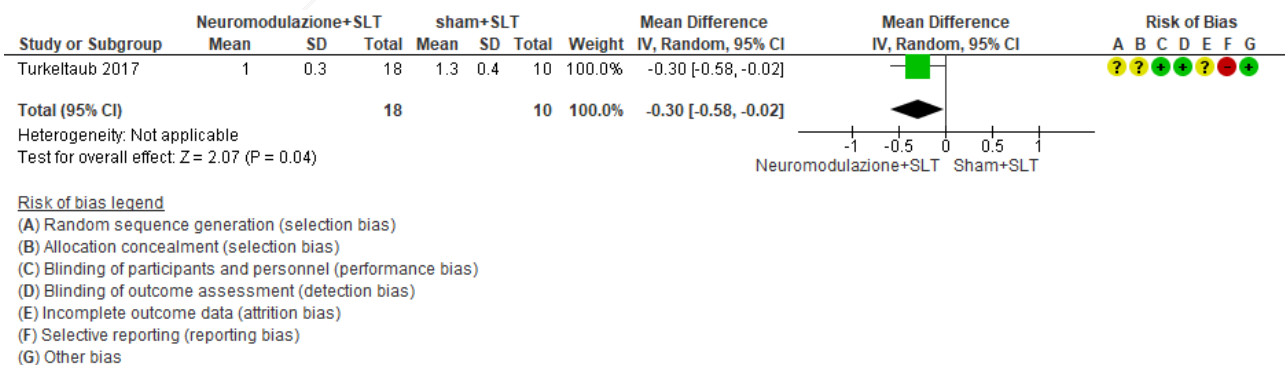 Neuromodulazione+SLT sham+SLT Mean Difference Mean Difference Risk of Bias
Study or Subgroup Mean SD Total Mean SD Total Weight IV, Random, 95% CI IV, Random, 95% CI A B C D E F G
Turkeltaub 2017 1 0.3 18 1.3 0.4 10 100.0% -0.30 [-0.58, -0.02] ? ? + + ? - +
Total (95% CI) 18 10 100.0% -0.30 [-0.58, -0.02]
Heterogeneity: Not applicable
Test for overall effect: Z = 2.07 (P = 0.04)
-1 -0.5 0 0.5 1
Neuromodulazione+SLT Sham+SLT
Risk of bias legend
(A) Random sequence generation (selection bias)
(B) Allocation concealment (selection bias)
(C) Blinding of participants and personnel (performance bias)
(D) Blinding of outcome assessment (detection bias)
(E) Incomplete outcome data (attrition bias)
(F) Selective reporting (reporting bias)
(G) Other bias